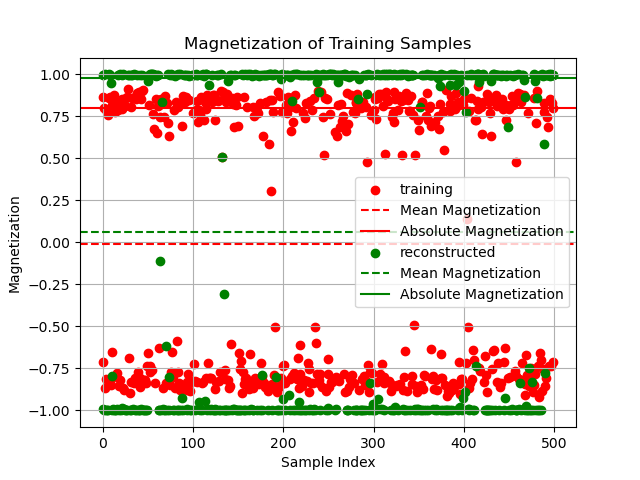 Magnetization of Training Samples
1.00
0.75
0.50
0.25
0.00
−0.25
−0.50
−0.75
−1.00
Magnetization
training
Mean Magnetization
Absolute Magnetization
reconstructed
Mean Magnetization
Absolute Magnetization
0 100 200 300 400 500
Sample Index